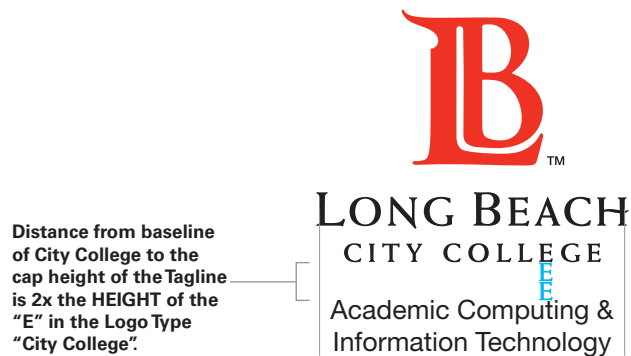 LB
™
LONG BEACH
CITY COLLEGE
E
E
Academic Computing &
Information Technology
Distance from baseline
of City College to the
cap height of the Tagline
is 2x the HEIGHT of the
“E” in the Logo Type
“City College”.